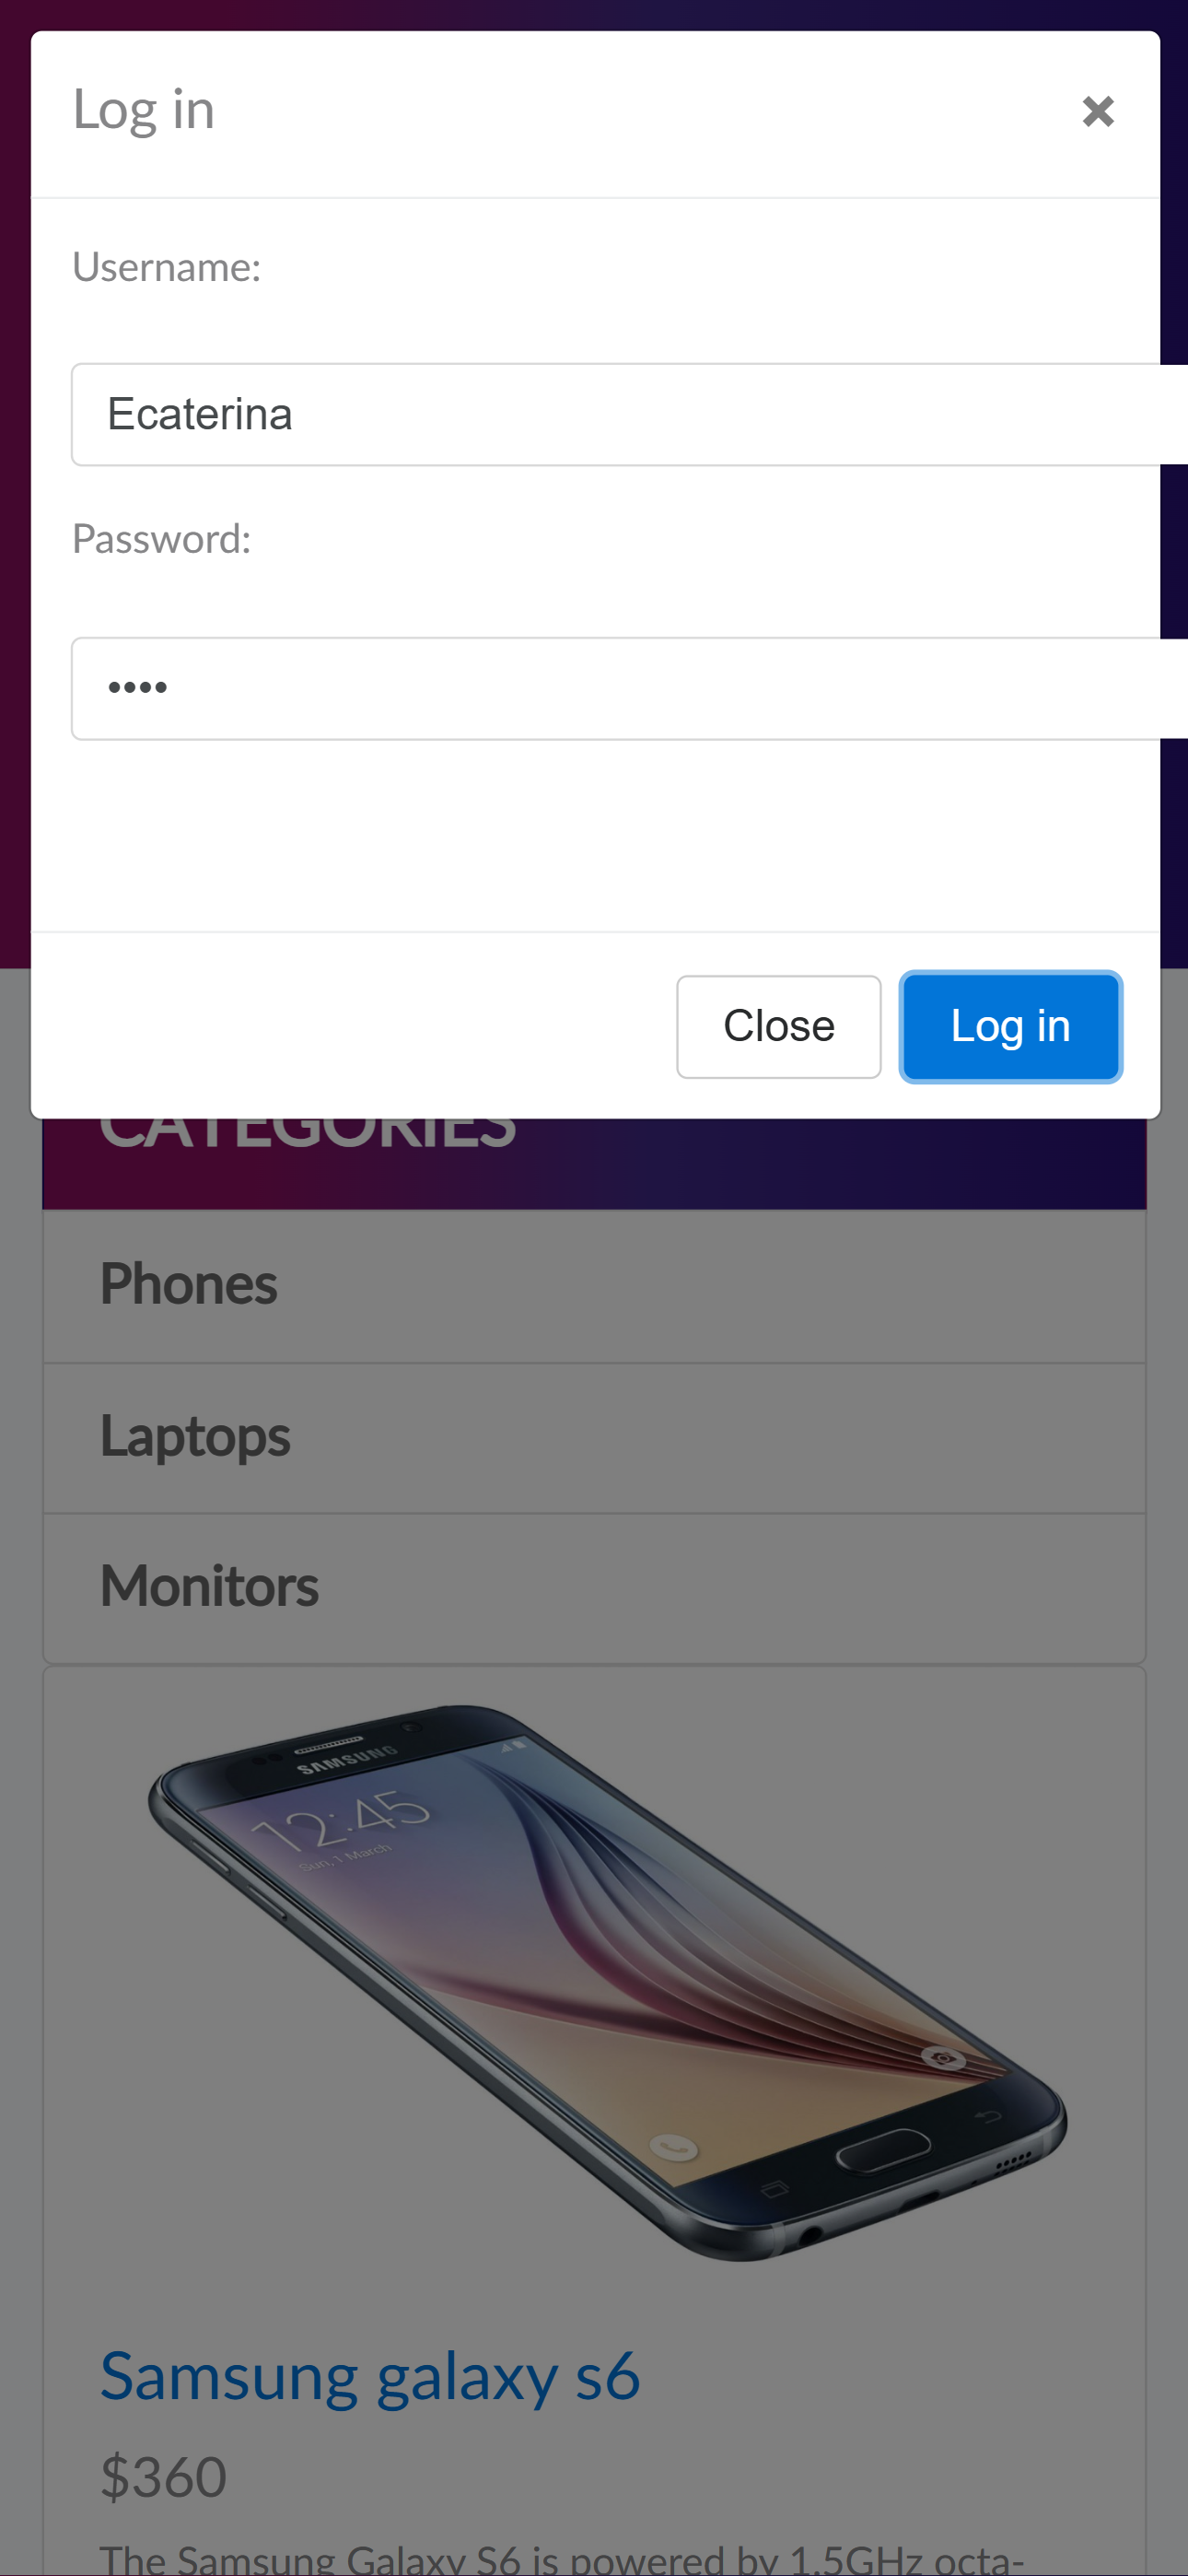 Log in
×
Username:
Ecaterina
Password:
••••
Close
Log in
CATEGORIES
Phones
Laptops
Monitors
SAMSUNG
12:45
Sun, 1 March
Samsung galaxy s6
$360
The Samsung Galaxy S6 is powered by 1.5GHz octa-